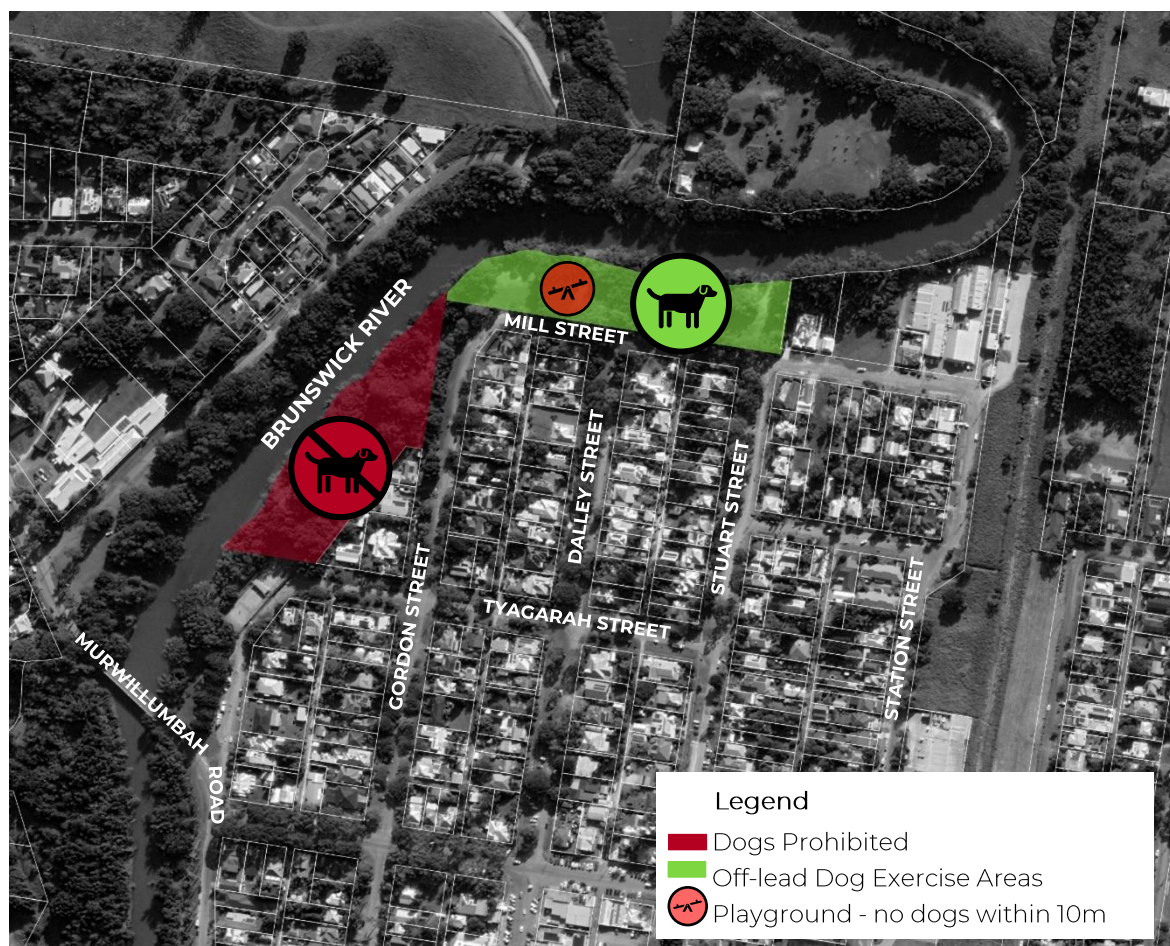 BRUNSWICK RIVER
MILL STREET
DALLEY STREET
STUART STREET
GORDON STREET
TYAGARAH STREET
STATION STREET
MURWILLUMBAH
ROAD
Legend
Dogs Prohibited
Off-lead Dog Exercise Areas
Playground - no dogs within 10m